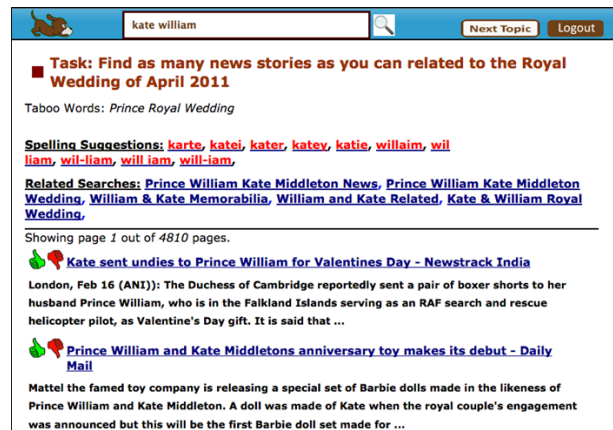 kate william
Next Topic
Logout
Task: Find as many news stories as you can related to the Royal
Wedding of April 2011
Taboo Words: Prince Royal Wedding
Spelling Suggestions: karte, katei, kater, katey, katie, willaim, wil
liam, wil-liam, will iam, will-iam,
Related Searches: Prince William Kate Middleton News, Prince William Kate Middleton
Wedding, William & Kate Memorabilia, William and Kate Related, Kate & William Royal
Wedding,
Showing page 1 out of 4810 pages.
Kate sent undies to Prince William for Valentines Day - Newstrack India
London, Feb 16 (ANI)): The Duchess of Cambridge reportedly sent a pair of boxer shorts to her
husband Prince William, who is in the Falkland Islands serving as an RAF search and rescue
helicopter pilot, as Valentine's Day gift. It is said that ...
Prince William and Kate Middletons anniversary toy makes its debut - Daily
Mail
Mattel the famed toy company is releasing a special set of Barbie dolls made in the likeness of
Prince William and Kate Middleton. A doll was made of Kate when the royal couple's engagement
was announced but this will be the first Barbie doll set made for ...